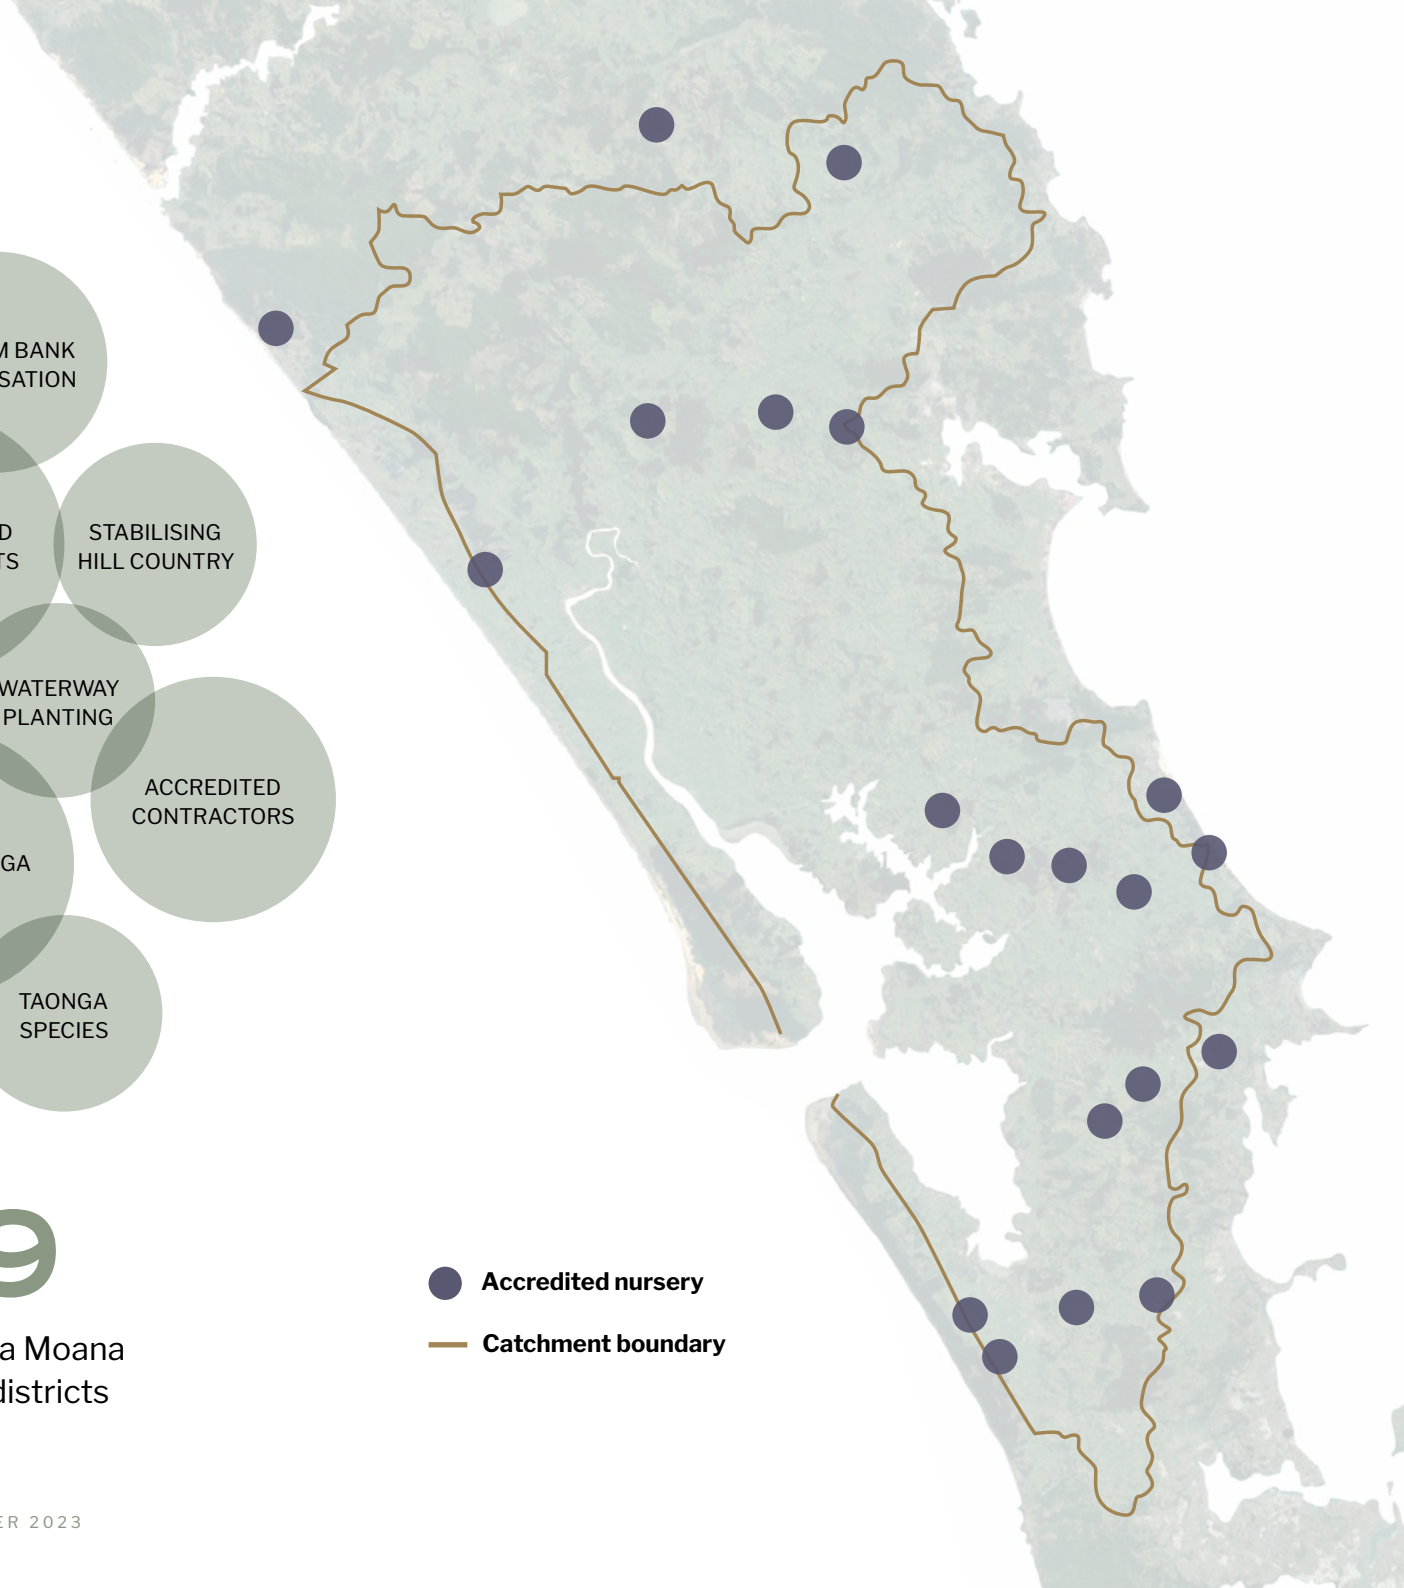 M BANK
SATION
D
TS
STABILISING
HILL COUNTRY
WATERWAY
PLANTING
ACCREDITED
CONTRACTORS
GA
TAONGA
SPECIES
9
a Moana
districts
Accredited nursery
Catchment boundary
ER 2023